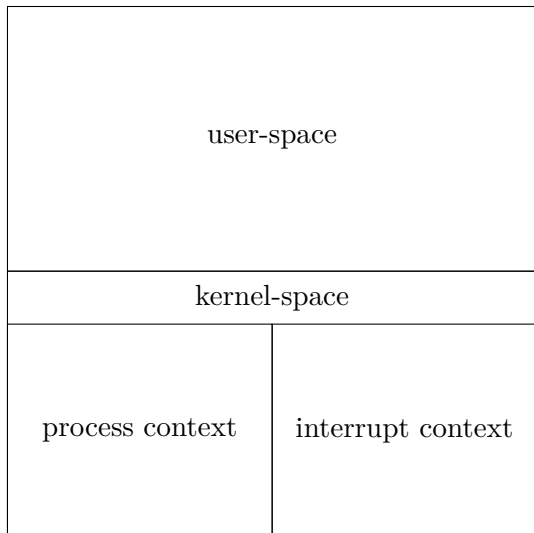 user-space
kernel-space
process context
interrupt context